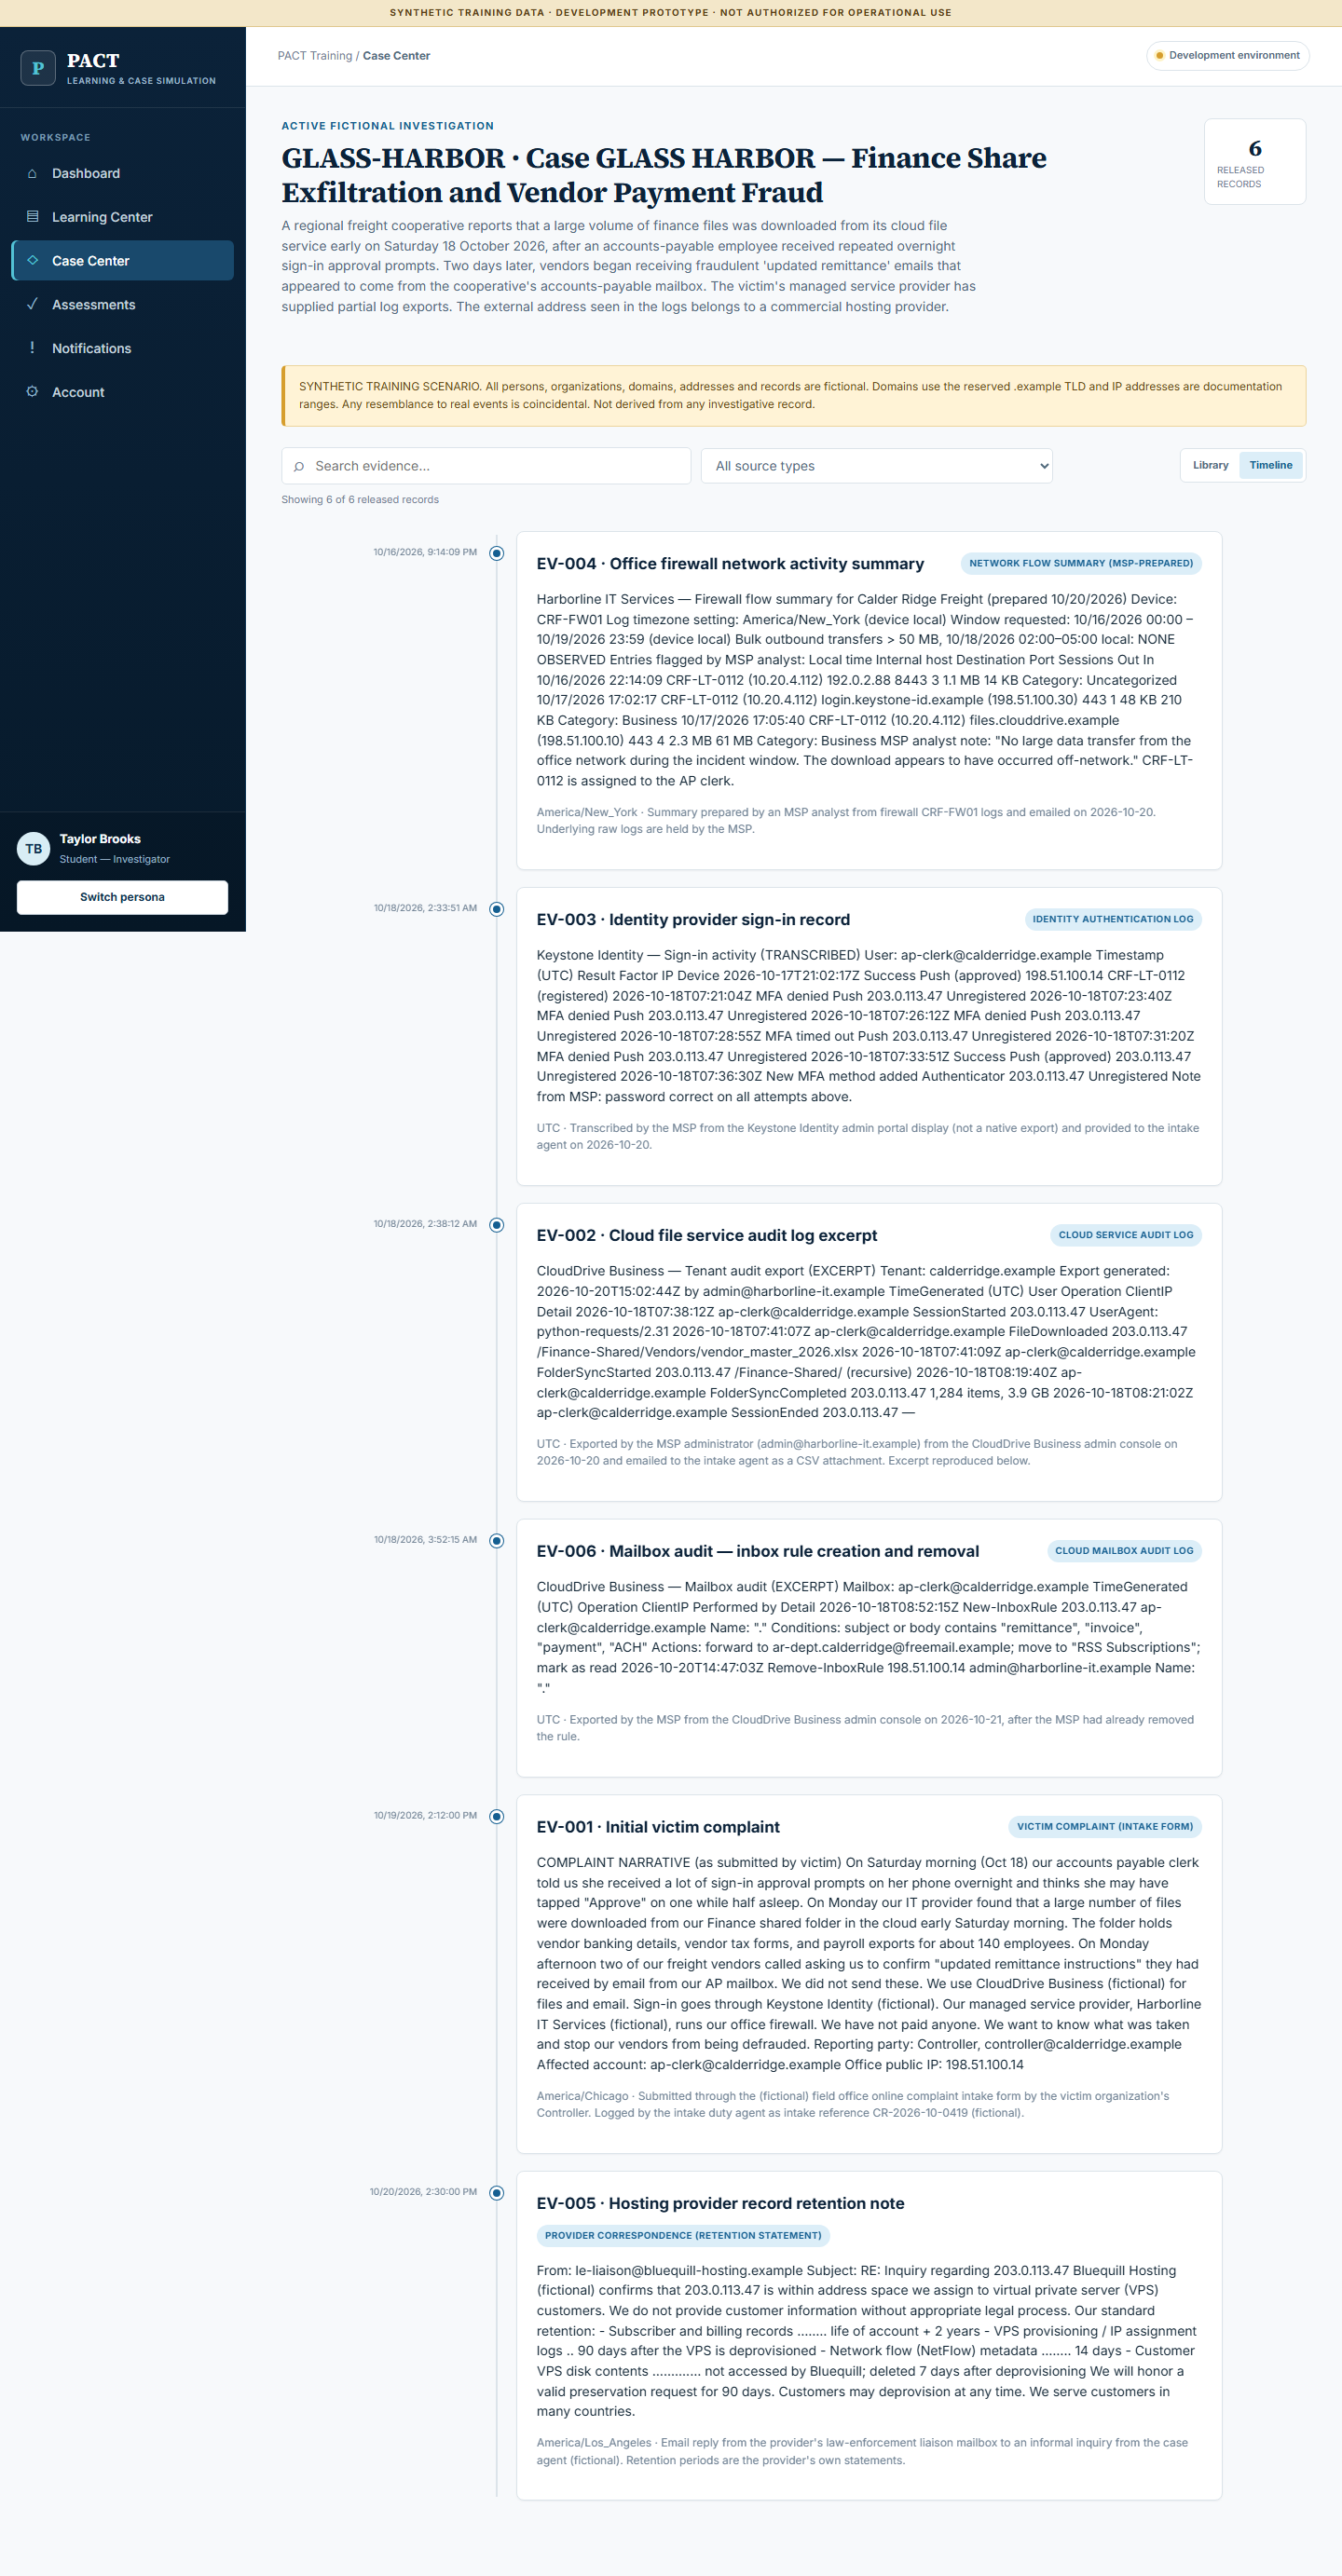 SYNTHETIC TRAINING DATA · DEVELOPMENT PROTOTYPE · NOT AUTHORIZED FOR OPERATIONAL USE
P
PACT
LEARNING & CASE SIMULATION
WORKSPACE
Dashboard
Learning Center
Case Center
Assessments
Notifications
Account
TB
Taylor Brooks
Student — Investigator
Switch persona
PACT Training / Case Center
Development environment
ACTIVE FICTIONAL INVESTIGATION
GLASS-HARBOR · Case GLASS HARBOR — Finance Share
Exfiltration and Vendor Payment Fraud
A regional freight cooperative reports that a large volume of finance files was downloaded from its cloud file
service early on Saturday 18 October 2026, after an accounts-payable employee received repeated overnight
sign-in approval prompts. Two days later, vendors began receiving fraudulent 'updated remittance' emails that
appeared to come from the cooperative's accounts-payable mailbox. The victim's managed service provider has
supplied partial log exports. The external address seen in the logs belongs to a commercial hosting provider.
6
RELEASED
RECORDS
SYNTHETIC TRAINING SCENARIO. All persons, organizations, domains, addresses and records are fictional. Domains use the reserved .example TLD and IP addresses are documentation
ranges. Any resemblance to real events is coincidental. Not derived from any investigative record.
Search evidence...
All source types
Library
Timeline
Showing 6 of 6 released records
10/16/2026, 9:14:09 PM
EV-004 · Office firewall network activity summary
NETWORK FLOW SUMMARY (MSP-PREPARED)
Harborline IT Services — Firewall flow summary for Calder Ridge Freight (prepared 10/20/2026) Device:
CRF-FW01 Log timezone setting: America/New_York (device local) Window requested: 10/16/2026 00:00 –
10/19/2026 23:59 (device local) Bulk outbound transfers > 50 MB, 10/18/2026 02:00–05:00 local: NONE
OBSERVED Entries flagged by MSP analyst: Local time Internal host Destination Port Sessions Out In
10/16/2026 22:14:09 CRF-LT-0112 (10.20.4.112) 192.0.2.88 8443 3 1.1 MB 14 KB Category: Uncategorized
10/17/2026 17:02:17 CRF-LT-0112 (10.20.4.112) login.keystone-id.example (198.51.100.30) 443 1 48 KB 210
KB Category: Business 10/17/2026 17:05:40 CRF-LT-0112 (10.20.4.112) files.clouddrive.example
(198.51.100.10) 443 4 2.3 MB 61 MB Category: Business MSP analyst note: "No large data transfer from the
office network during the incident window. The download appears to have occurred off-network." CRF-LT-
0112 is assigned to the AP clerk.
America/New_York · Summary prepared by an MSP analyst from firewall CRF-FW01 logs and emailed on 2026-10-20.
Underlying raw logs are held by the MSP.
10/18/2026, 2:33:51 AM
EV-003 · Identity provider sign-in record
IDENTITY AUTHENTICATION LOG
Keystone Identity — Sign-in activity (TRANSCRIBED) User: ap-clerk@calderridge.example Timestamp
(UTC) Result Factor IP Device 2026-10-17T21:02:17Z Success Push (approved) 198.51.100.14 CRF-LT-0112
(registered) 2026-10-18T07:21:04Z MFA denied Push 203.0.113.47 Unregistered 2026-10-18T07:23:40Z
MFA denied Push 203.0.113.47 Unregistered 2026-10-18T07:26:12Z MFA denied Push 203.0.113.47
Unregistered 2026-10-18T07:28:55Z MFA timed out Push 203.0.113.47 Unregistered 2026-10-18T07:31:20Z
MFA denied Push 203.0.113.47 Unregistered 2026-10-18T07:33:51Z Success Push (approved) 203.0.113.47
Unregistered 2026-10-18T07:36:30Z New MFA method added Authenticator 203.0.113.47 Unregistered Note
from MSP: password correct on all attempts above.
UTC · Transcribed by the MSP from the Keystone Identity admin portal display (not a native export) and provided to the intake
agent on 2026-10-20.
10/18/2026, 2:38:12 AM
EV-002 · Cloud file service audit log excerpt
CLOUD SERVICE AUDIT LOG
CloudDrive Business — Tenant audit export (EXCERPT) Tenant: calderridge.example Export generated:
2026-10-20T15:02:44Z by admin@harborline-it.example TimeGenerated (UTC) User Operation ClientIP
Detail 2026-10-18T07:38:12Z ap-clerk@calderridge.example SessionStarted 203.0.113.47 UserAgent:
python-requests/2.31 2026-10-18T07:41:07Z ap-clerk@calderridge.example FileDownloaded 203.0.113.47
/Finance-Shared/Vendors/vendor_master_2026.xlsx 2026-10-18T07:41:09Z ap-clerk@calderridge.example
FolderSyncStarted 203.0.113.47 /Finance-Shared/ (recursive) 2026-10-18T08:19:40Z ap-
clerk@calderridge.example FolderSyncCompleted 203.0.113.47 1,284 items, 3.9 GB 2026-10-18T08:21:02Z
ap-clerk@calderridge.example SessionEnded 203.0.113.47 —
UTC · Exported by the MSP administrator (admin@harborline-it.example) from the CloudDrive Business admin console on
2026-10-20 and emailed to the intake agent as a CSV attachment. Excerpt reproduced below.
10/18/2026, 3:52:15 AM
EV-006 · Mailbox audit — inbox rule creation and removal
CLOUD MAILBOX AUDIT LOG
CloudDrive Business — Mailbox audit (EXCERPT) Mailbox: ap-clerk@calderridge.example TimeGenerated
(UTC) Operation ClientIP Performed by Detail 2026-10-18T08:52:15Z New-InboxRule 203.0.113.47 ap-
clerk@calderridge.example Name: "." Conditions: subject or body contains "remittance", "invoice",
"payment", "ACH" Actions: forward to ar-dept.calderridge@freemail.example; move to "RSS Subscriptions";
mark as read 2026-10-20T14:47:03Z Remove-InboxRule 198.51.100.14 admin@harborline-it.example Name:
"."
UTC · Exported by the MSP from the CloudDrive Business admin console on 2026-10-21, after the MSP had already removed
the rule.
10/19/2026, 2:12:00 PM
EV-001 · Initial victim complaint
VICTIM COMPLAINT (INTAKE FORM)
COMPLAINT NARRATIVE (as submitted by victim) On Saturday morning (Oct 18) our accounts payable clerk
told us she received a lot of sign-in approval prompts on her phone overnight and thinks she may have
tapped "Approve" on one while half asleep. On Monday our IT provider found that a large number of files
were downloaded from our Finance shared folder in the cloud early Saturday morning. The folder holds
vendor banking details, vendor tax forms, and payroll exports for about 140 employees. On Monday
afternoon two of our freight vendors called asking us to confirm "updated remittance instructions" they had
received by email from our AP mailbox. We did not send these. We use CloudDrive Business (fictional) for
files and email. Sign-in goes through Keystone Identity (fictional). Our managed service provider, Harborline
IT Services (fictional), runs our office firewall. We have not paid anyone. We want to know what was taken
and stop our vendors from being defrauded. Reporting party: Controller, controller@calderridge.example
Affected account: ap-clerk@calderridge.example Office public IP: 198.51.100.14
America/Chicago · Submitted through the (fictional) field office online complaint intake form by the victim organization's
Controller. Logged by the intake duty agent as intake reference CR-2026-10-0419 (fictional).
10/20/2026, 2:30:00 PM
EV-005 · Hosting provider record retention note
PROVIDER CORRESPONDENCE (RETENTION STATEMENT)
From: le-liaison@bluequill-hosting.example Subject: RE: Inquiry regarding 203.0.113.47 Bluequill Hosting
(fictional) confirms that 203.0.113.47 is within address space we assign to virtual private server (VPS)
customers. We do not provide customer information without appropriate legal process. Our standard
retention: - Subscriber and billing records ........ life of account + 2 years - VPS provisioning / IP assignment
logs .. 90 days after the VPS is deprovisioned - Network flow (NetFlow) metadata ........ 14 days - Customer
VPS disk contents ............. not accessed by Bluequill; deleted 7 days after deprovisioning We will honor a
valid preservation request for 90 days. Customers may deprovision at any time. We serve customers in
many countries.
America/Los_Angeles · Email reply from the provider's law-enforcement liaison mailbox to an informal inquiry from the case
agent (fictional). Retention periods are the provider's own statements.